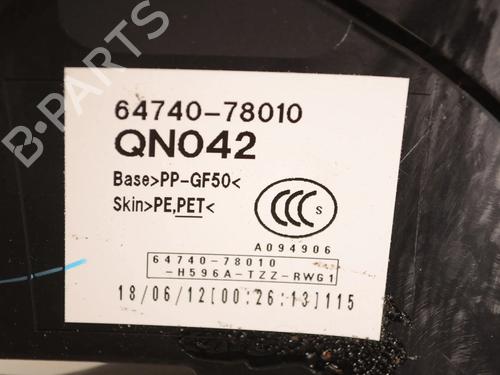 64740-78010
QN042
Base>PP-GF50<
Skin>PE,PET<
CCC S
A094906
64740-78010
-H596A-TZZ-RWG1
18/06/12[00:26:13]115
B-PARTS